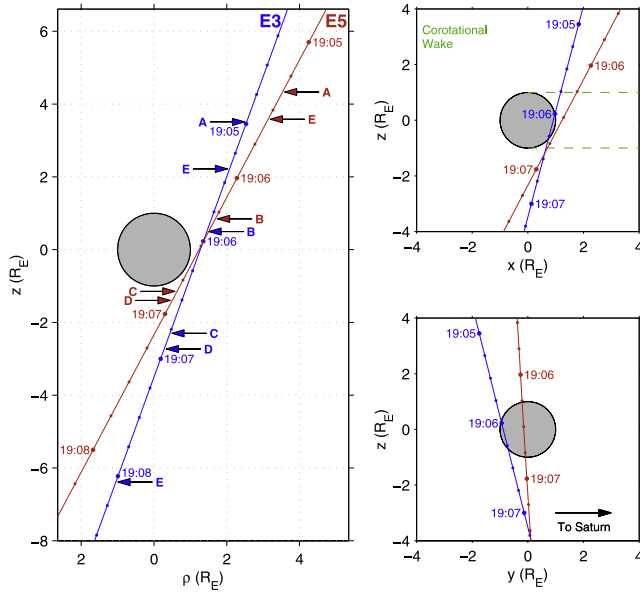 E3
E5
19:05
A
A
19:05
E
E
19:06
B
B
19:06
C
D
19:07
C
D
19:07
19:08
19:08
E
6
4
2
0
−2
−4
−6
−8
z (R_E)
−2
0
2
4
ρ (R_E)
Corotational
Wake
19:05
19:06
19:06
19:07
19:07
4
2
0
−2
−4
z (R_E)
−4
−2
0
2
4
x (R_E)
19:05
19:06
19:06
19:07
19:07
To Saturn
4
2
0
−2
−4
z (R_E)
−4
−2
0
2
4
y (R_E)